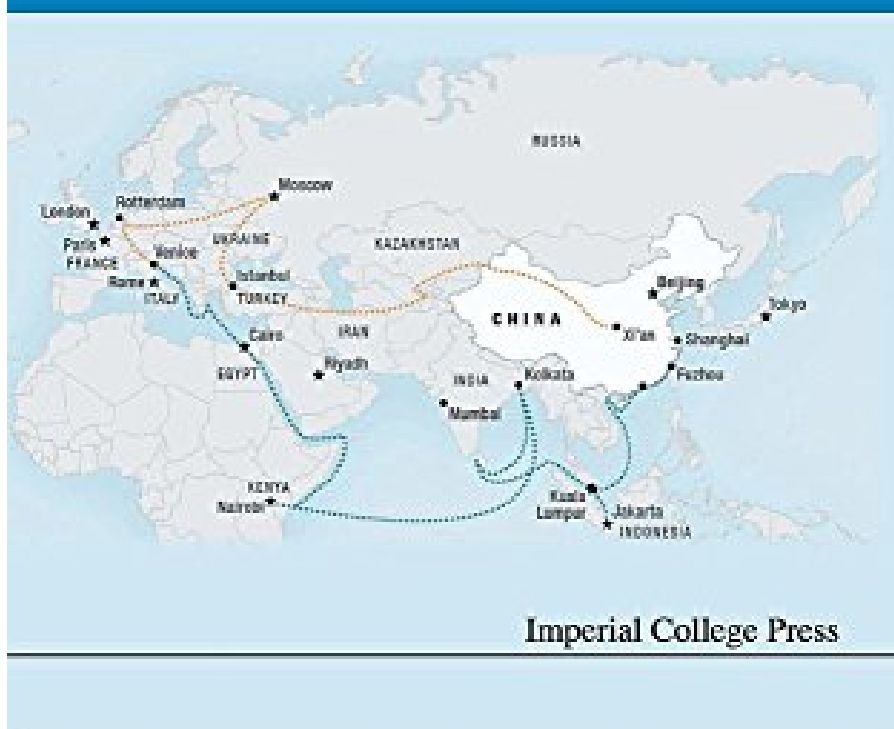 RUSSIA
Moscow
Rotterdam
London
UKRAINE
KAZAKHSTAN
Paris
FRANCE
Venice
Rome
ITALY
Istanbul
TURKEY
Beijing
Tokyo
CHINA
Xi'an
Shanghai
IRAN
Cairo
EGYPT
Riyadh
INDIA
Kolkata
Fuzhou
Mumbai
KENYA
Nairobi
Kuala
Lumpur
Jakarta
INDONESIA
Imperial College Press